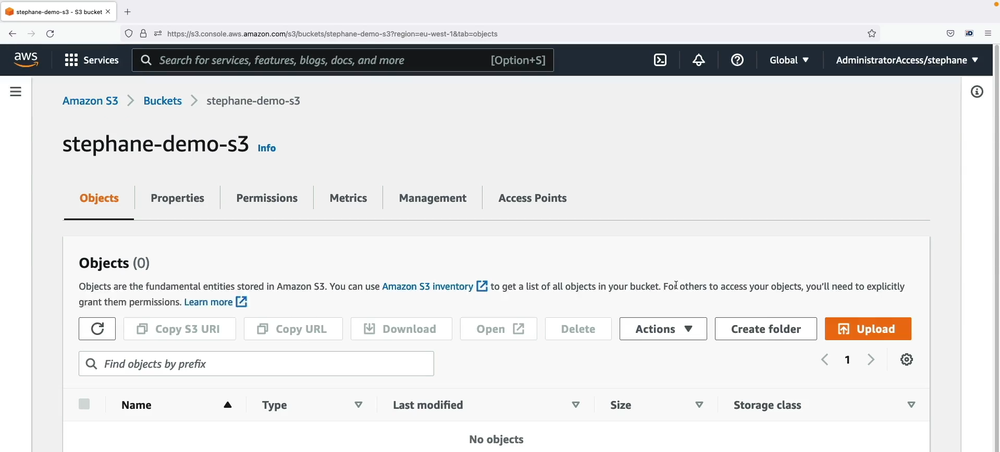 stephane-demo-s3 - S3 bucket
https://s3.console.aws.amazon.com/s3/buckets/stephane-demo-s3?region=eu-west-1&tab=objects
iD
aws Services Search for services, features, blogs, docs, and more [Option+S] Global AdministratorAccess/stephane
Amazon S3 Buckets stephane-demo-s3
stephane-demo-s3 Info
Objects Properties Permissions Metrics Management Access Points
Objects (0)
Objects are the fundamental entities stored in Amazon S3. You can use Amazon S3 inventory to get a list of all objects in your bucket. For others to access your objects, you'll need to explicitly
grant them permissions. Learn more
Copy S3 URI Copy URL Download Open Delete Actions Create folder Upload
Find objects by prefix 1
Name Type Last modified Size Storage class
No objects